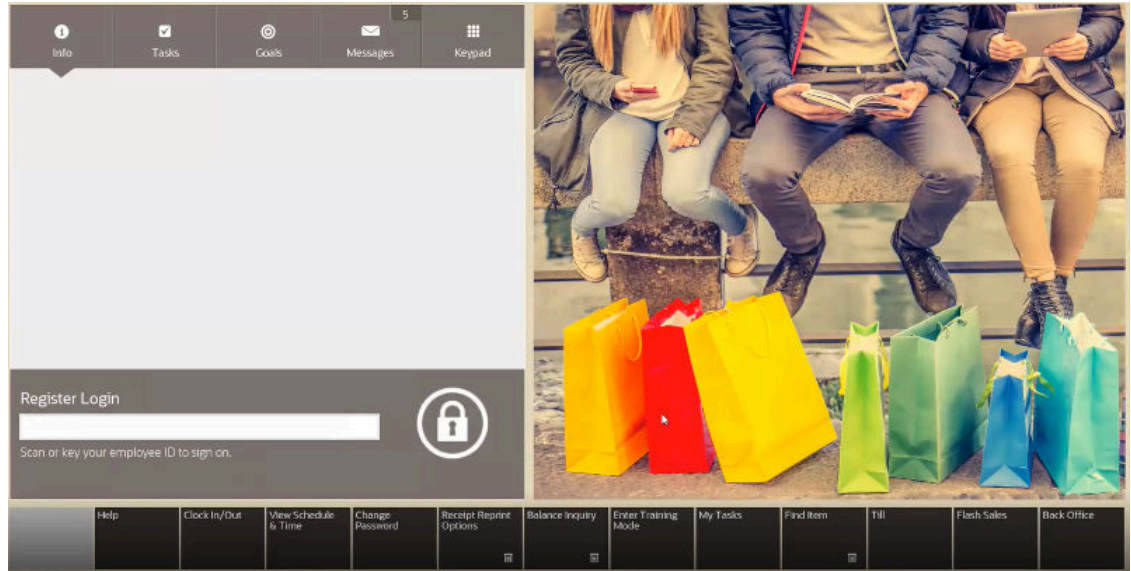 5
Info
Tasks
Goals
Messages
Keypad
Register Login
Scan or key your employee ID to sign on.
Help
Clock In/Out
View Schedule
& Time
Change
Password
Receipt Reprint
Options
Balance Inquiry
Enter Training
Mode
My Tasks
Find Item
Till
Flash Sales
Back Office